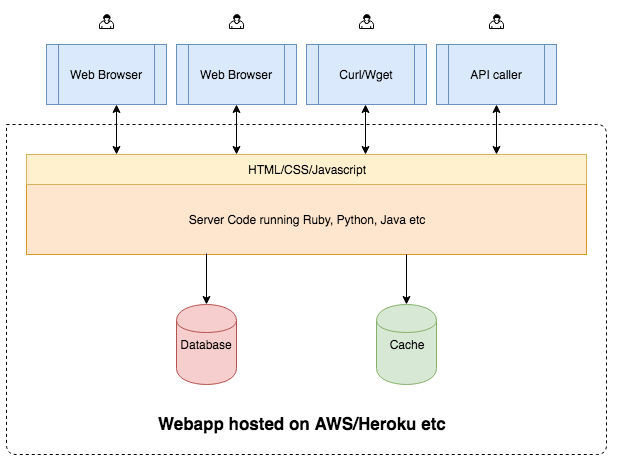 Web Browser
Web Browser
Curl/Wget
API caller
HTML/CSS/Javascript
Server Code running Ruby, Python, Java etc
Database
Cache
Webapp hosted on AWS/Heroku etc